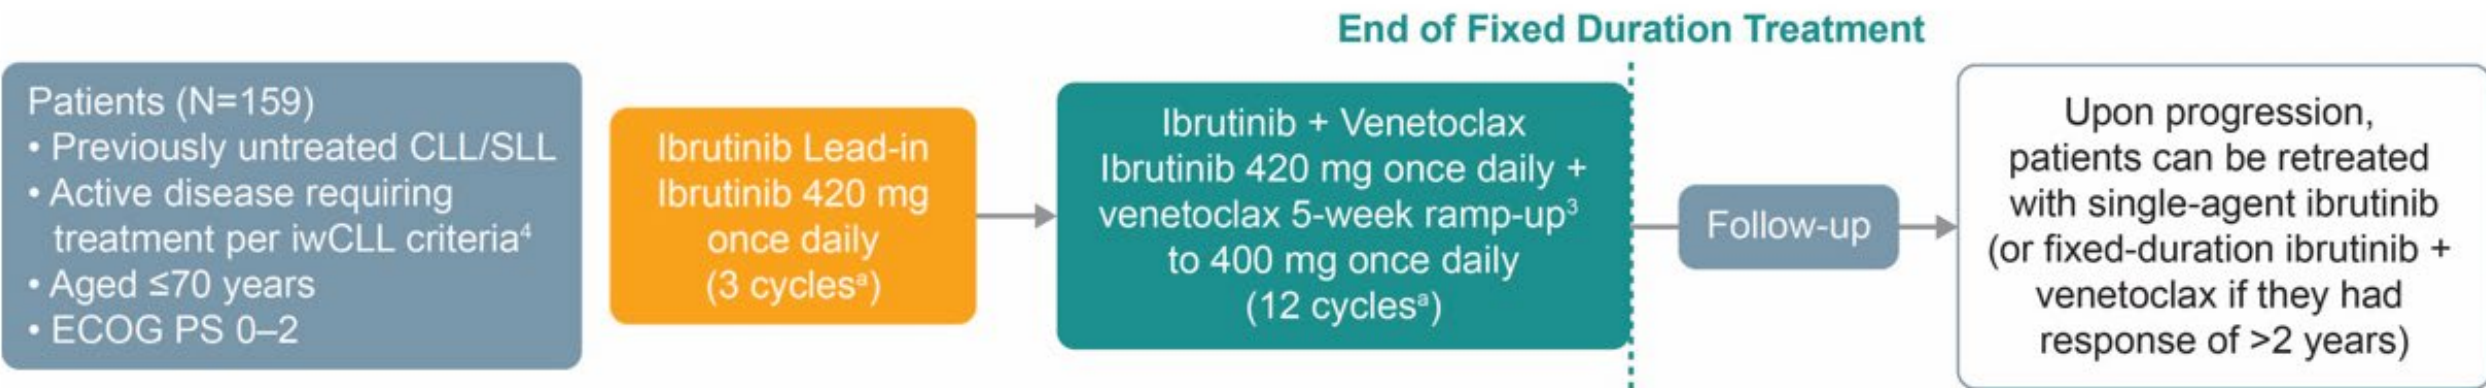 End of Fixed Duration Treatment
Patients (N=159)
• Previously untreated CLL/SLL
• Active disease requiring
treatment per iwCLL criteria⁴
• Aged ≤70 years
• ECOG PS 0–2
Ibrutinib Lead-in
Ibrutinib 420 mg
once daily
(3 cyclesᵃ)
Ibrutinib + Venetoclax
Ibrutinib 420 mg once daily +
venetoclax 5-week ramp-up³
to 400 mg once daily
(12 cyclesᵃ)
Follow-up
Upon progression,
patients can be retreated
with single-agent ibrutinib
(or fixed-duration ibrutinib +
venetoclax if they had
response of >2 years)